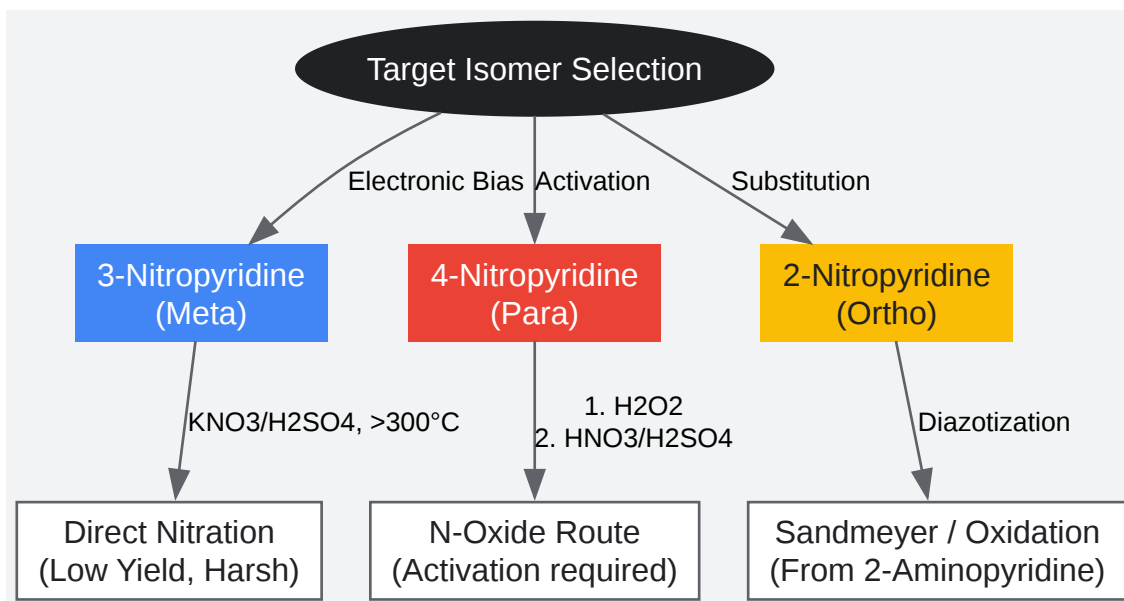 Target Isomer Selection
Electronic Bias
Activation
Substitution
3-Nitropyridine
(Meta)
4-Nitropyridine
(Para)
2-Nitropyridine
(Ortho)
KNO3/H2SO4, >300°C
1. H2O2
2. HNO3/H2SO4
Diazotization
Direct Nitration
(Low Yield, Harsh)
N-Oxide Route
(Activation required)
Sandmeyer / Oxidation
(From 2-Aminopyridine)